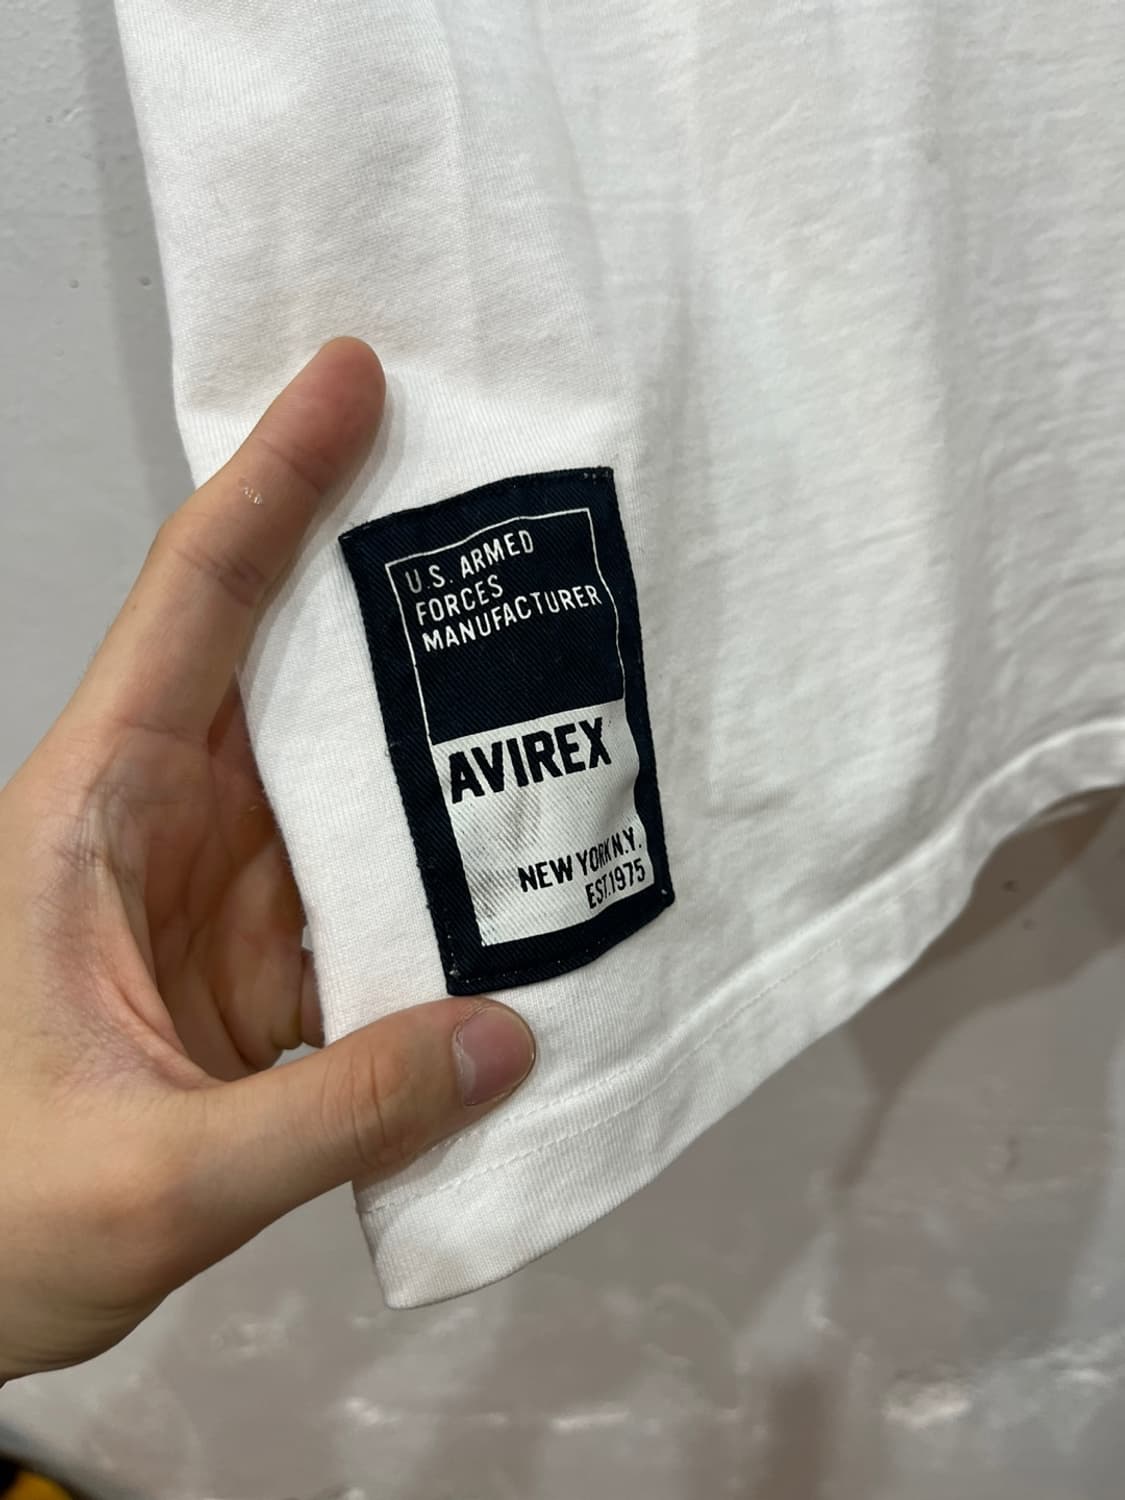 U.S. ARMED
FORCES
MANUFACTURER
AVIREX
NEW YORK N.Y.
EST.1975